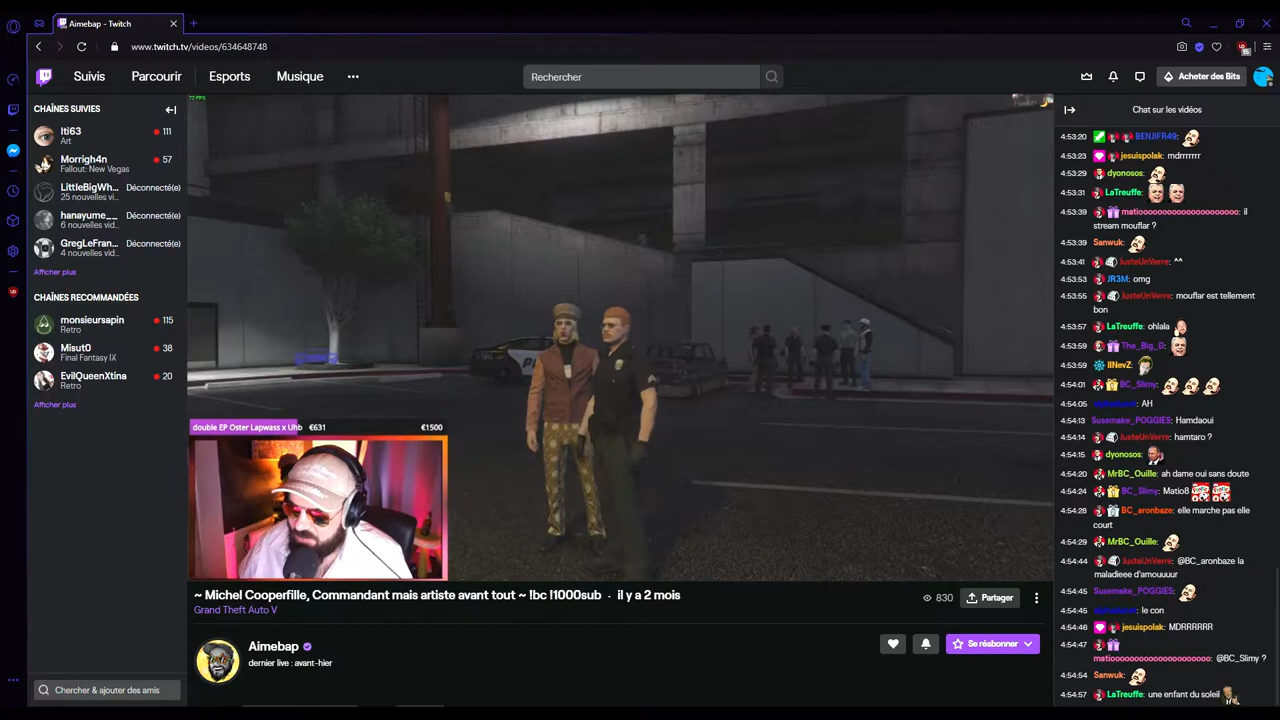 Aimebap - Twitch
www.twitch.tv/videos/634648748
15
Suivis
Parcourir
Esports
Musique
Rechercher
Acheter des Bits
CHAÎNES SUIVIES
lti63
111
Art
Morrigh4n
57
Fallout: New Vegas
LittleBigWh...
Déconnecté(e)
25 nouvelles vi...
hanayume__
Déconnecté(e)
6 nouvelles vid...
GregLeFran...
Déconnecté(e)
4 nouvelles vid...
Afficher plus
CHAÎNES RECOMMANDÉES
monsieursapin
115
Retro
Misut0
38
Final Fantasy IX
EvilQueenXtina
20
Retro
Afficher plus
Chercher & ajouter des amis
72 FPS
double EP Oster Lapwass x Uhb
€631
€1500
~ Michel Cooperfille, Commandant mais artiste avant tout ~ !bc !1000sub · il y a 2 mois
Grand Theft Auto V
830
Partager
Aimebap
dernier live : avant-hier
Se réabonner
Chat sur les vidéos
4:53:20 BENJIFR49:
4:53:23 jesuispolak: mdrrrrrrr
4:53:29 dyonosos:
4:53:31 LaTreuffe:
4:53:39 matioooooooooooooooooooo: il
stream mouflar ?
4:53:39 Sanwuk:
4:53:41 JusteUnVerre: ^^
4:53:53 JR3M: omg
4:53:55 JusteUnVerre: mouflar est tellement
bon
4:53:57 LaTreuffe: ohlala
4:53:59 The_Big_D:
4:53:59 IINevZ:
4:54:01 BC_Slimy:
4:54:05 : AH
4:54:13 Susemake_POGGIES: Hamdaoui
4:54:14 JusteUnVerre: hamtaro ?
4:54:15 dyonosos:
4:54:20 MrBC_Ouille: ah dame oui sans doute
4:54:24 BC_Slimy: Matio8
4:54:28 BC_aronbaze: elle marche pas elle
court
4:54:29 MrBC_Ouille:
4:54:44 JusteUnVerre: @BC_aronbaze la
maladieee d'amouuuur
4:54:45 Susemake_POGGIES:
4:54:45 : le con
4:54:46 jesuispolak: MDRRRRRR
4:54:47
matioooooooooooooooooooo: @BC_Slimy ?
4:54:54 Sanwuk:
4:54:57 LaTreuffe: une enfant du soleil